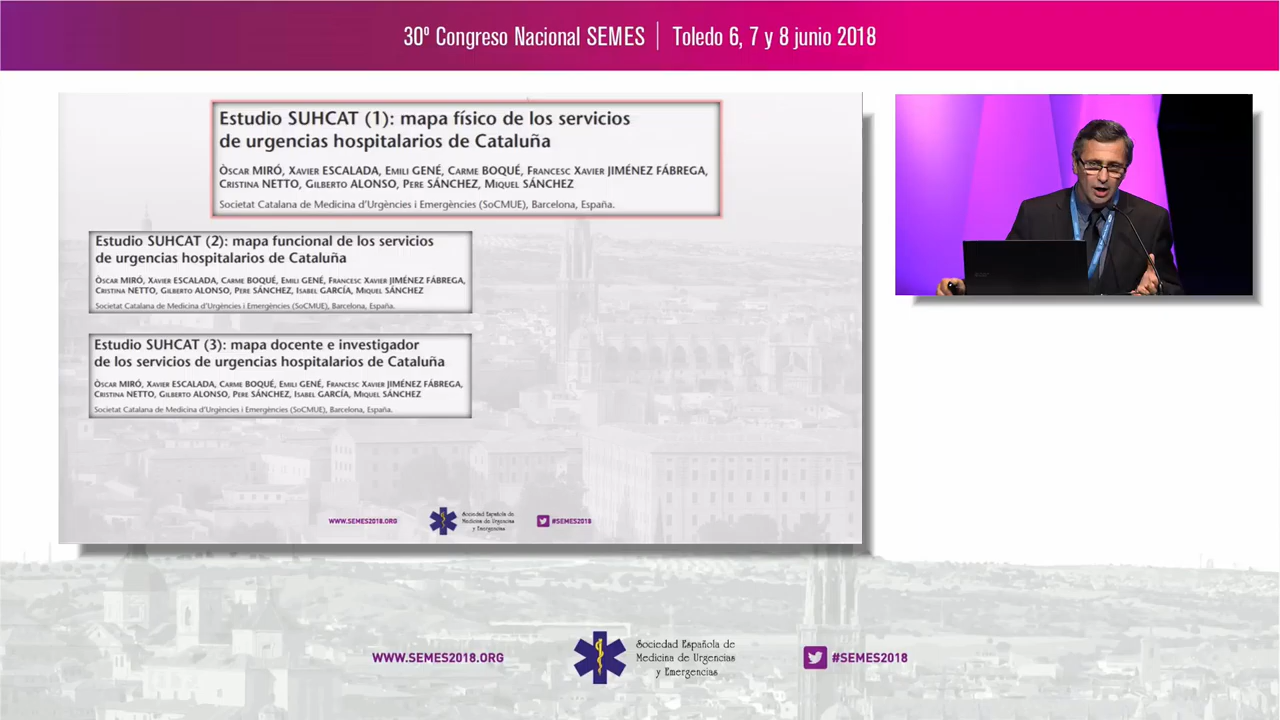 30º Congreso Nacional SEMES | Toledo 6, 7 y 8 junio 2018
Estudio SUHCAT (1): mapa físico de los servicios
de urgencias hospitalarios de Cataluña
Òscar MIRÓ, Xavier ESCALADA, Emili GENÉ, Carme BOQUÉ, Francesc Xavier JIMÉNEZ FÁBREGA,
Cristina NETTO, Gilberto ALONSO, Pere SÁNCHEZ, Miquel SÁNCHEZ
Societat Catalana de Medicina d'Urgències i Emergències (SoCMUE), Barcelona, España.
Estudio SUHCAT (2): mapa funcional de los servicios
de urgencias hospitalarios de Cataluña
Òscar MIRÓ, Xavier ESCALADA, Carme BOQUÉ, Emili GENÉ, Francesc Xavier JIMÉNEZ FÁBREGA,
Cristina NETTO, Gilberto ALONSO, Pere SÁNCHEZ, Isabel GARCÍA, Miquel SÁNCHEZ
Societat Catalana de Medicina d'Urgències i Emergències (SoCMUE), Barcelona, España.
Estudio SUHCAT (3): mapa docente e investigador
de los servicios de urgencias hospitalarios de Cataluña
Òscar MIRÓ, Xavier ESCALADA, Carme BOQUÉ, Emili GENÉ, Francesc Xavier JIMÉNEZ FÁBREGA,
Cristina NETTO, Gilberto ALONSO, Pere SÁNCHEZ, Isabel GARCÍA, Miquel SÁNCHEZ
Societat Catalana de Medicina d'Urgències i Emergències (SoCMUE), Barcelona, España.
WWW.SEMES2018.ORG
Sociedad Española de
Medicina de Urgencias
y Emergencias
#SEMES2018
WWW.SEMES2018.ORG
Sociedad Española de
Medicina de Urgencias
y Emergencias
#SEMES2018